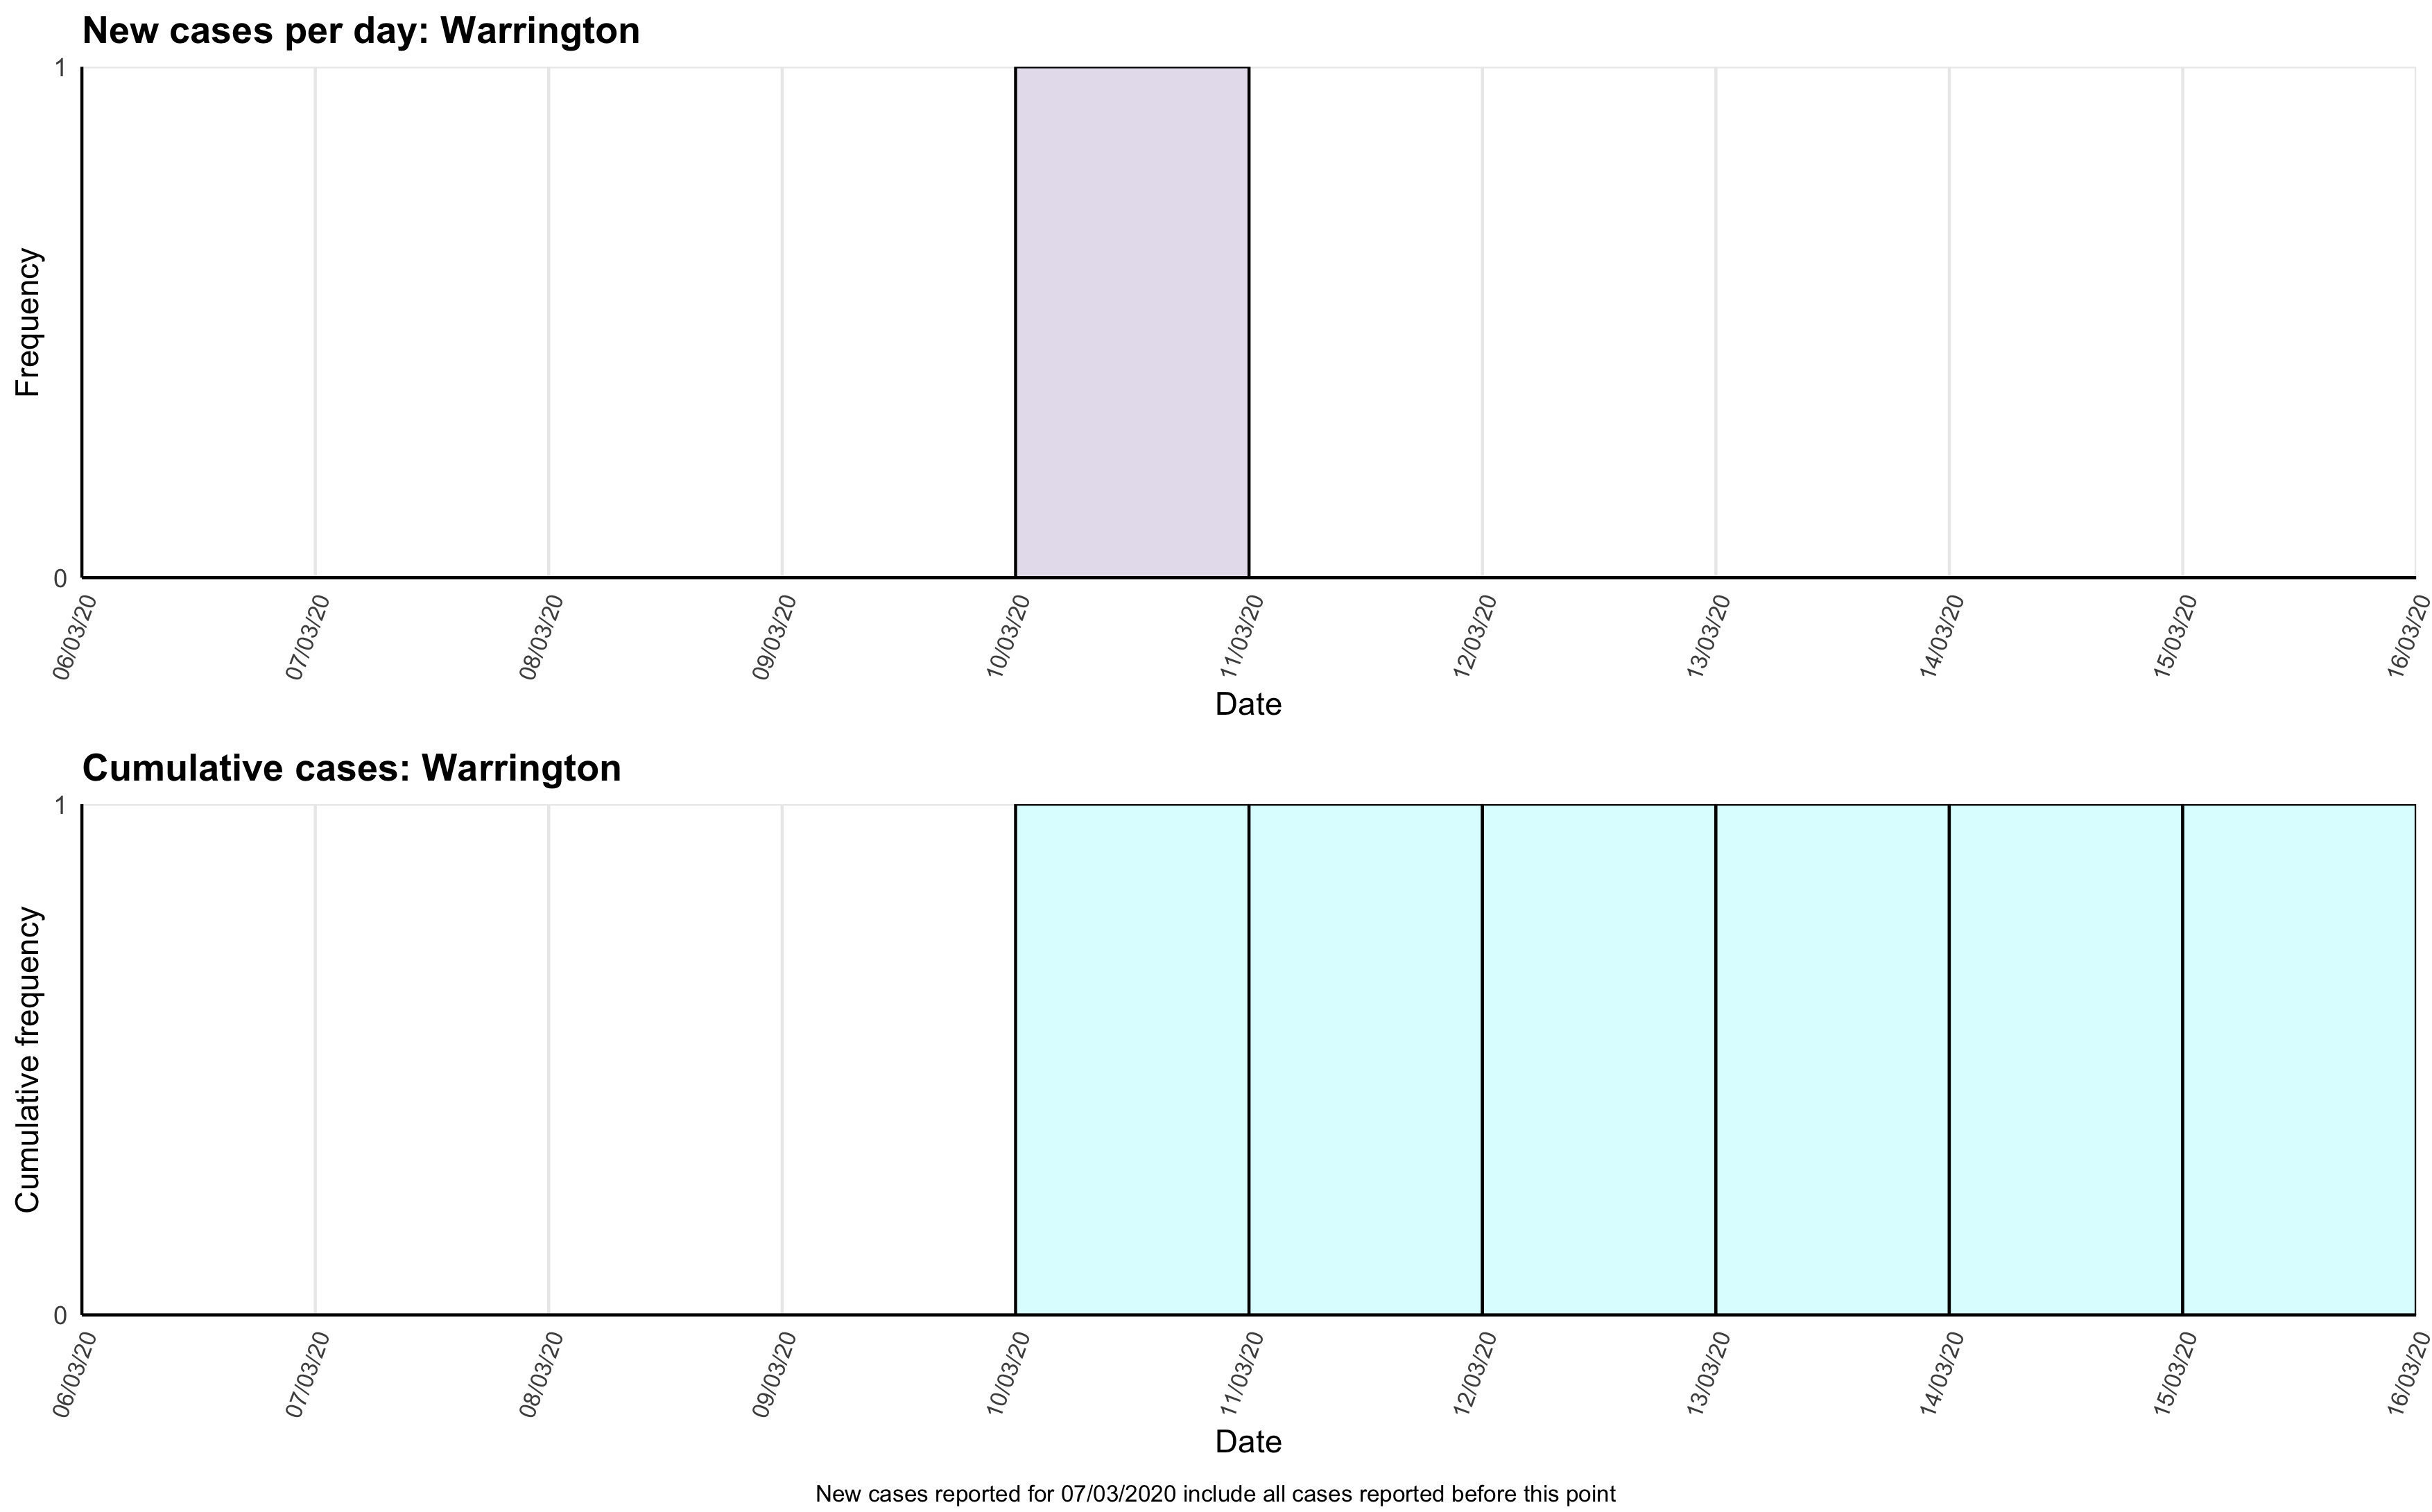 New cases per day: Warrington
1
Frequency
0
06/03/20 07/03/20 08/03/20 09/03/20 10/03/20 11/03/20 12/03/20 13/03/20 14/03/20 15/03/20 16/03/20
Date
Cumulative cases: Warrington
1
Cumulative frequency
0
06/03/20 07/03/20 08/03/20 09/03/20 10/03/20 11/03/20 12/03/20 13/03/20 14/03/20 15/03/20 16/03/20
Date
New cases reported for 07/03/2020 include all cases reported before this point